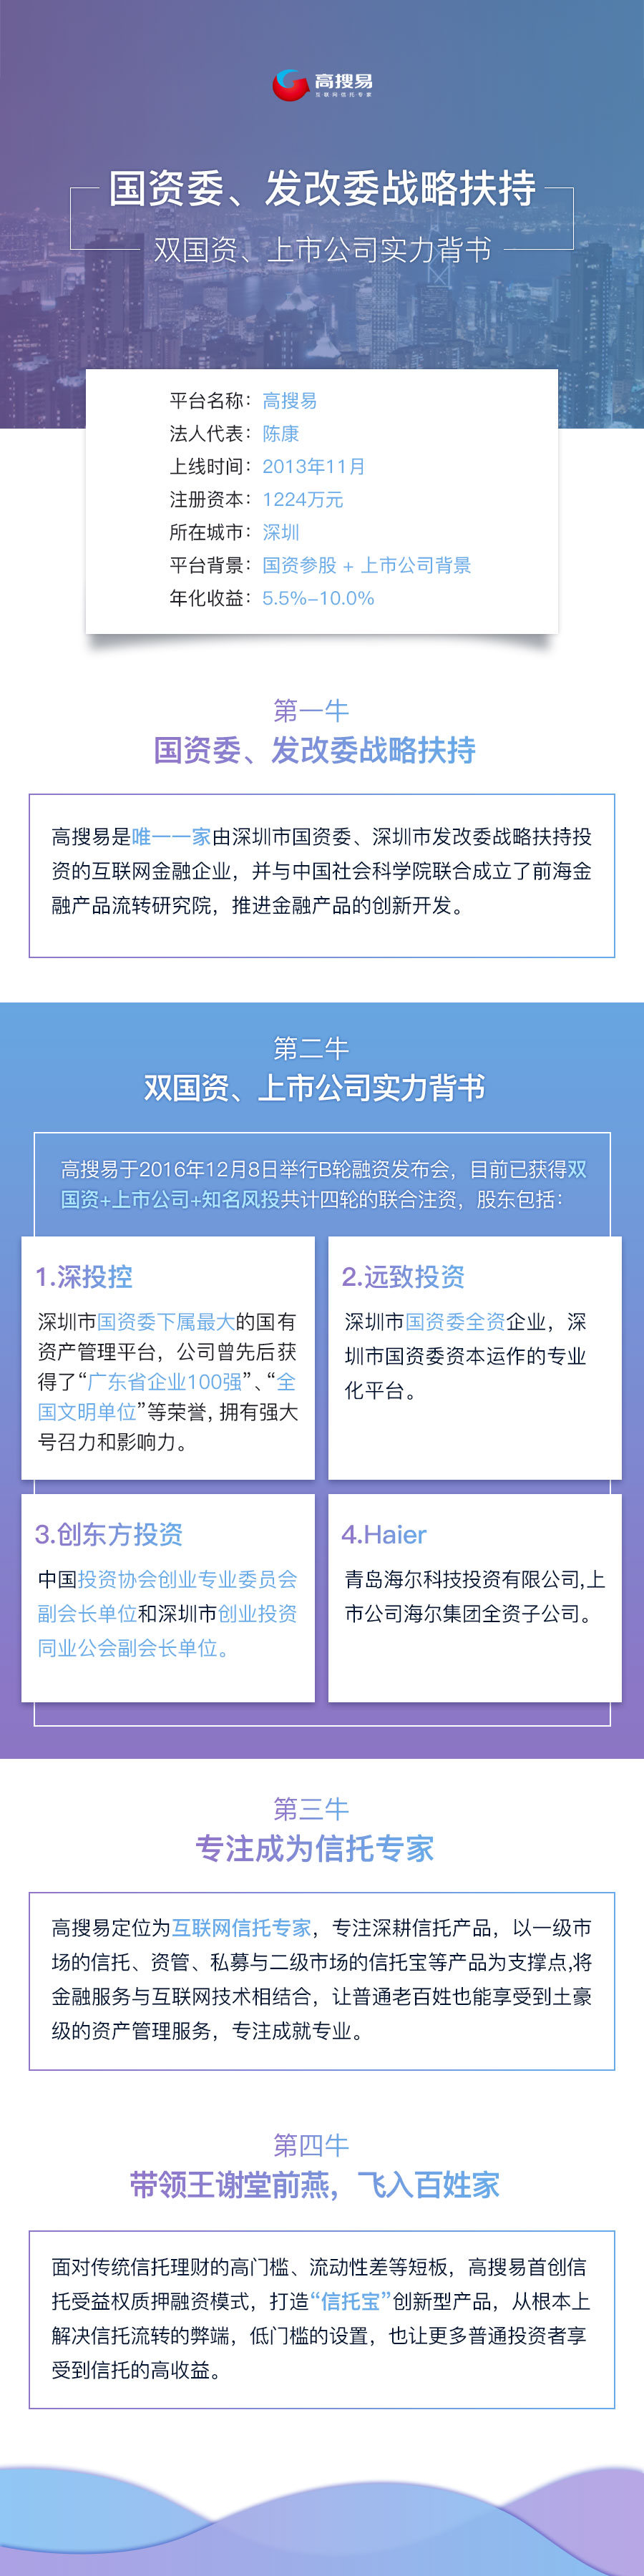 高搜易
互联网信托专家
国资委、发改委战略扶持
双国资、上市公司实力背书
平台名称：高搜易
法人代表：陈康
上线时间：2013年11月
注册资本：1224万元
所在城市：深圳
平台背景：国资参股 + 上市公司背景
年化收益：5.5%-10.0%
第一牛
国资委、发改委战略扶持
高搜易是唯一一家由深圳市国资委、深圳市发改委战略扶持投
资的互联网金融企业，并与中国社会科学院联合成立了前海金
融产品流转研究院，推进金融产品的创新开发。
第二牛
双国资、上市公司实力背书
高搜易于2016年12月8日举行B轮融资发布会，目前已获得双
国资+上市公司+知名风投共计四轮的联合注资，股东包括：
1.深投控
深圳市国资委下属最大的国有
资产管理平台，公司曾先后获
得了“广东省企业100强”、“全
国文明单位”等荣誉, 拥有强大
号召力和影响力。
2.远致投资
深圳市国资委全资企业，深
圳市国资委资本运作的专业
化平台。
3.创东方投资
中国投资协会创业专业委员会
副会长单位和深圳市创业投资
同业公会副会长单位。
4.Haier
青岛海尔科技投资有限公司,上
市公司海尔集团全资子公司。
第三牛
专注成为信托专家
高搜易定位为互联网信托专家，专注深耕信托产品，以一级市
场的信托、资管、私募与二级市场的信托宝等产品为支撑点,将
金融服务与互联网技术相结合，让普通老百姓也能享受到土豪
级的资产管理服务，专注成就专业。
第四牛
带领王谢堂前燕，飞入百姓家
面对传统信托理财的高门槛、流动性差等短板，高搜易首创信
托受益权质押融资模式，打造“信托宝”创新型产品，从根本上
解决信托流转的弊端，低门槛的设置，也让更多普通投资者享
受到信托的高收益。